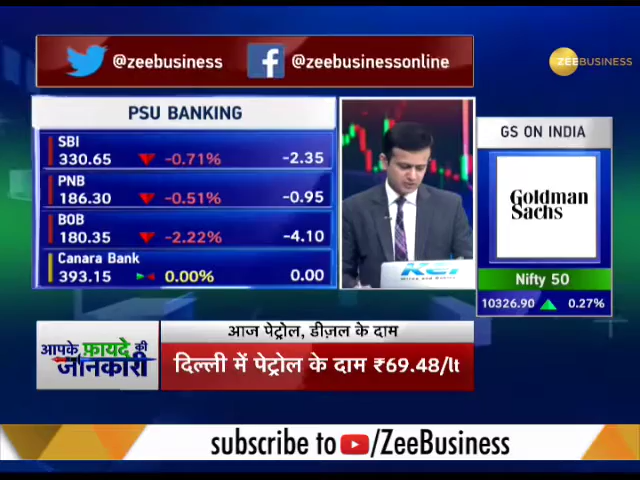 @zeebusiness
@zeebusinessonline
ZEE BUSINESS
PSU BANKING
SBI
330.65 -0.71% -2.35
PNB
186.30 -0.51% -0.95
BOB
180.35 -2.22% -4.10
Canara Bank
393.15 0.00% 0.00
GS ON INDIA
Goldman
Sachs
Nifty 50
10326.90 0.27%
आपके फ़ायदे की
जानकारी
आज पेट्रोल, डीज़ल के दाम
दिल्ली में पेट्रोल के दाम ₹69.48/lt
subscribe to /ZeeBusiness